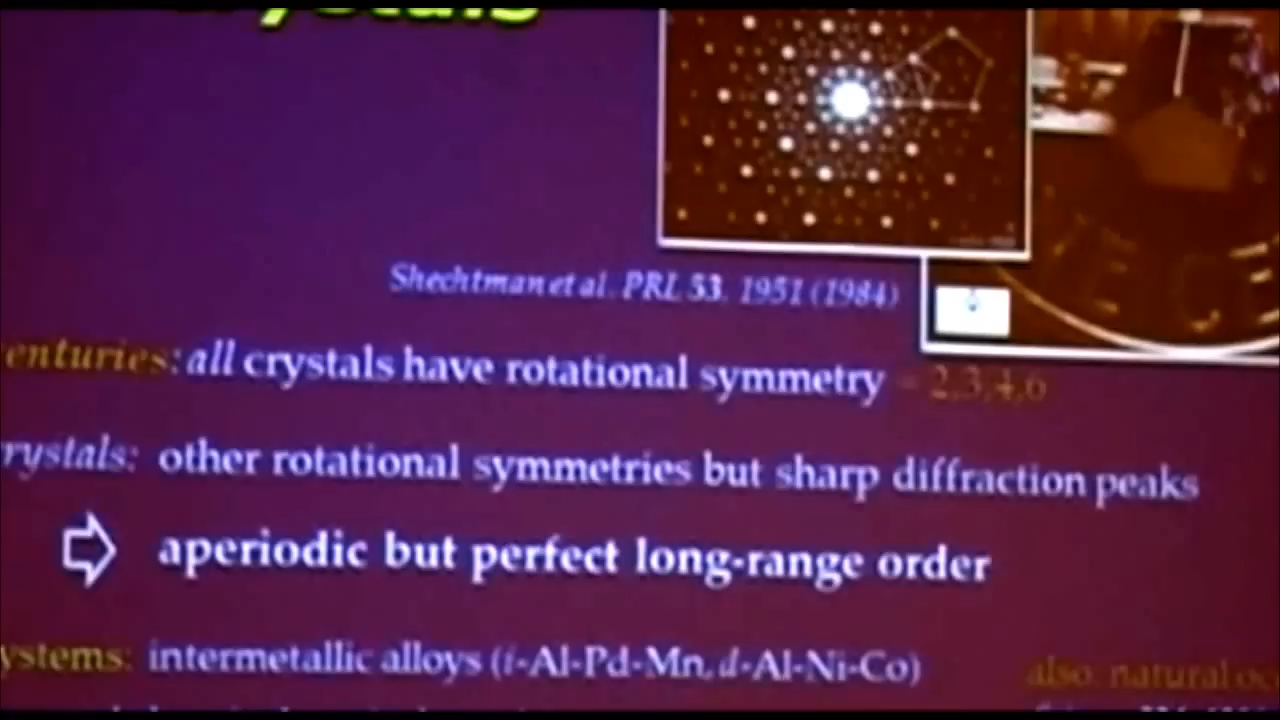 crystals
Shechtman et al. PRL 53, 1951 (1984)
enturies: all crystals have rotational symmetry = 2,3,4,6
rystals: other rotational symmetries but sharp diffraction peaks
aperiodic but perfect long-range order
ystems: intermetallic alloys (i-Al-Pd-Mn, d-Al-Ni-Co)
also: natural oc